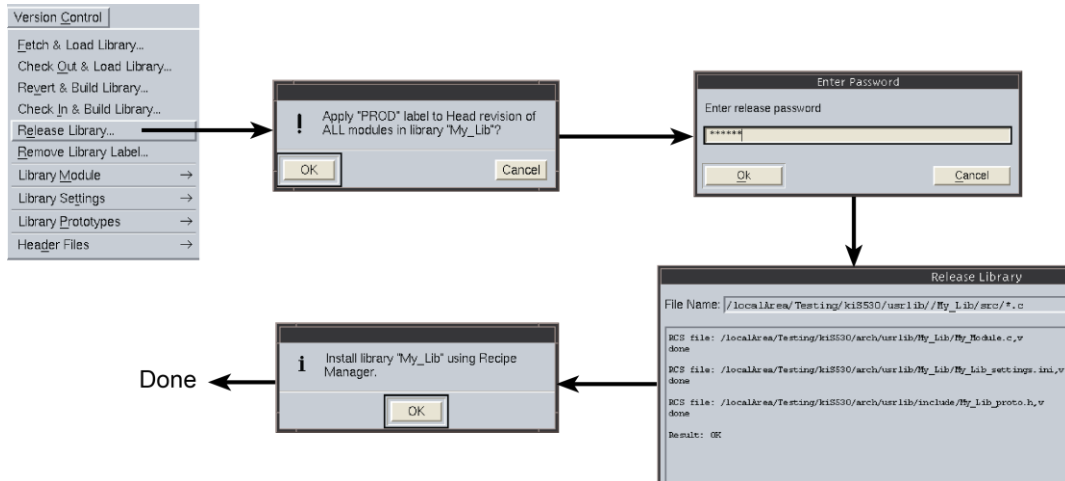 Version Control
Fetch & Load Library...
Check Out & Load Library...
Revert & Build Library...
Check In & Build Library...
Release Library...
Remove Library Label...
Library Module →
Library Settings →
Library Prototypes →
Header Files →
! Apply "PROD" label to Head revision of
ALL modules in library "My_Lib"?
OK
Cancel
Enter Password
Enter release password
******
Ok
Cancel
Release Library
File Name: /localArea/Testing/kiS530/usrlib//My_Lib/src/*.c
RCS file: /localArea/Testing/kiS530/arch/usrlib/My_Lib/My_Module.c,v
done
RCS file: /localArea/Testing/kiS530/arch/usrlib/My_Lib/My_Lib_settings.ini,v
done
RCS file: /localArea/Testing/kiS530/arch/usrlib/include/My_Lib_proto.h,v
done
Result: OK
i Install library "My_Lib" using Recipe
Manager.
OK
Done